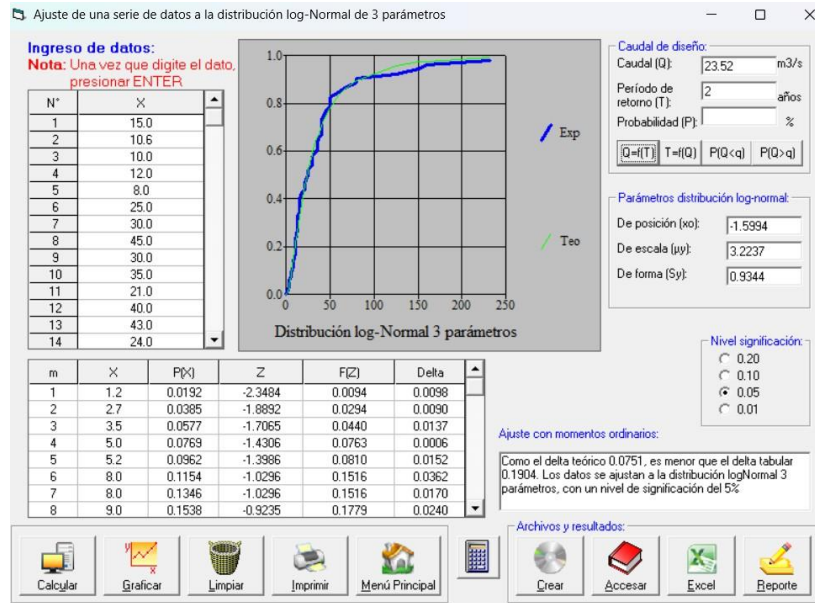 Ajuste de una serie de datos a la distribución log-Normal de 3 parámetros
Ingreso de datos:
Nota: Una vez que digite el dato,
presionar ENTER
N° X
1 15.0
2 10.6
3 10.0
4 12.0
5 8.0
6 25.0
7 30.0
8 45.0
9 30.0
10 35.0
11 21.0
12 40.0
13 43.0
14 24.0
1.0
0.8
0.6
0.4
0.2
0.0
0 50 100 150 200 250
Exp
Teo
Distribución log-Normal 3 parámetros
Caudal de diseño:
Caudal (Q): 23.52 m3/s
Período de
retorno (T): 2 años
Probabilidad (P): %
Q=f(T) T=f(Q) P(Q<q) P(Q>q)
Parámetros distribución log-normal:
De posición (xo): -1.5994
De escala (µy): 3.2237
De forma (Sy): 0.9344
Nivel significación:
0.20
0.10
0.05
0.01
m X P(X) Z F(Z) Delta
1 1.2 0.0192 -2.3484 0.0094 0.0098
2 2.7 0.0385 -1.8892 0.0294 0.0090
3 3.5 0.0577 -1.7065 0.0440 0.0137
4 5.0 0.0769 -1.4306 0.0763 0.0006
5 5.2 0.0962 -1.3986 0.0810 0.0152
6 8.0 0.1154 -1.0296 0.1516 0.0362
7 8.0 0.1346 -1.0296 0.1516 0.0170
8 9.0 0.1538 -0.9235 0.1779 0.0240
Ajuste con momentos ordinarios:
Como el delta teórico 0.0751, es menor que el delta tabular
0.1904. Los datos se ajustan a la distribución logNormal 3
parámetros, con un nivel de significación del 5%
Calcular
Graficar
Limpiar
Imprimir
Menú Principal
Archivos y resultados:
Crear
Accesar
Excel
Reporte